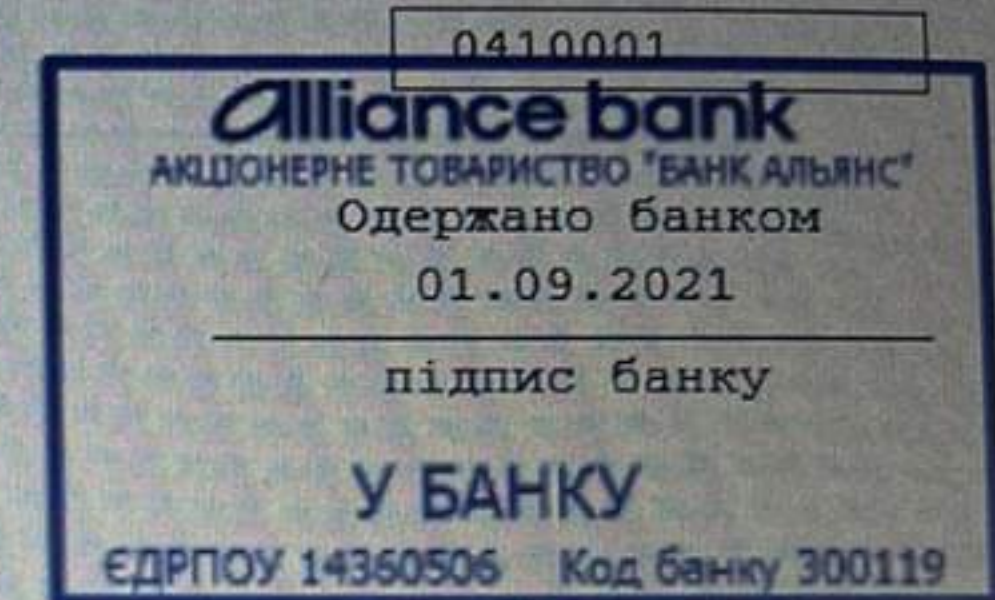 0410001
Alliance bank
АКЦІОНЕРНЕ ТОВАРИСТВО "БАНК АЛЬЯНС"
Одержано банком
01.09.2021
підпис банку
У БАНКУ
ЄДРПОУ 14360506 Код банку 300119